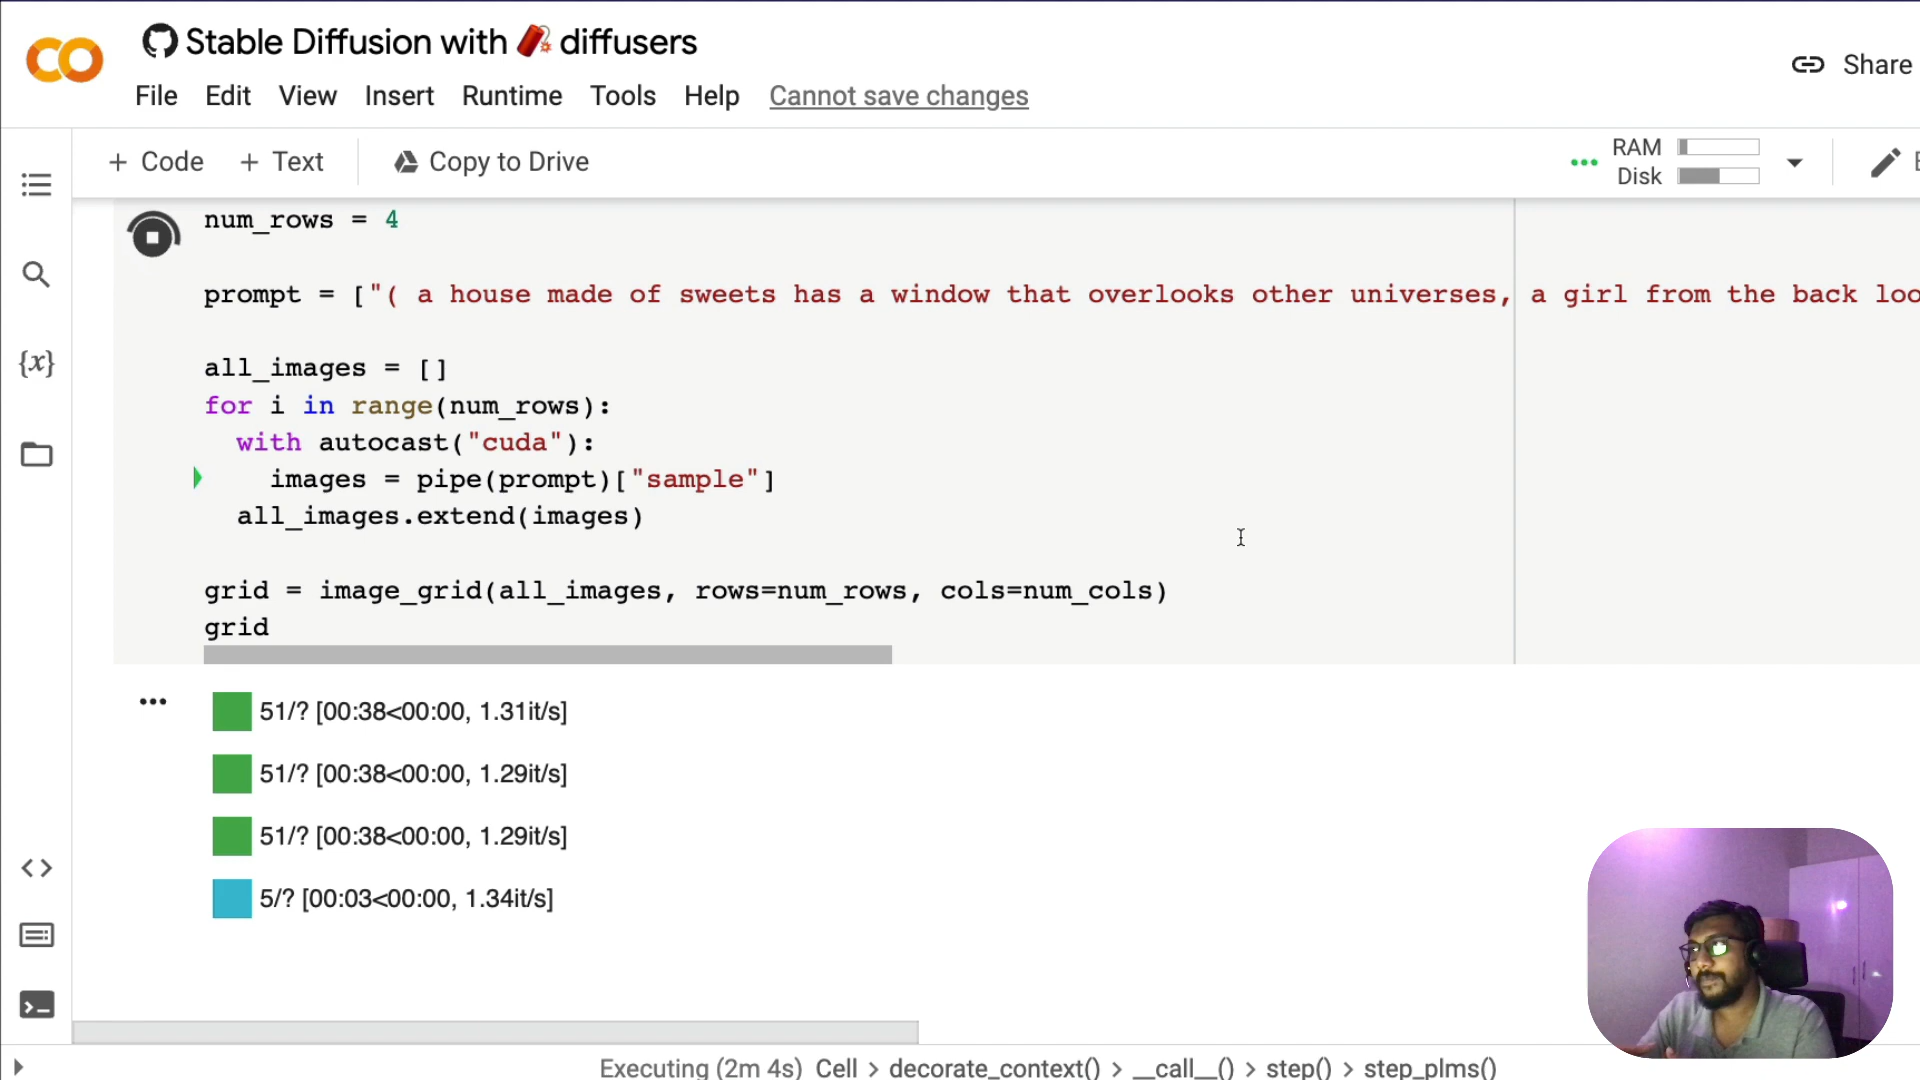 Stable Diffusion with 🧨 diffusers
File Edit View Insert Runtime Tools Help Cannot save changes
Share
+ Code + Text Copy to Drive
RAM
Disk
num_rows = 4
prompt = ["( a house made of sweets has a window that overlooks other universes, a girl from the back loo
all_images = []
for i in range(num_rows):
with autocast("cuda"):
images = pipe(prompt)["sample"]
all_images.extend(images)
grid = image_grid(all_images, rows=num_rows, cols=num_cols)
grid
51/? [00:38<00:00, 1.31it/s]
51/? [00:38<00:00, 1.29it/s]
51/? [00:38<00:00, 1.29it/s]
5/? [00:03<00:00, 1.34it/s]
Executing (2m 4s) Cell > decorate_context() > __call__() > step() > step_plms()